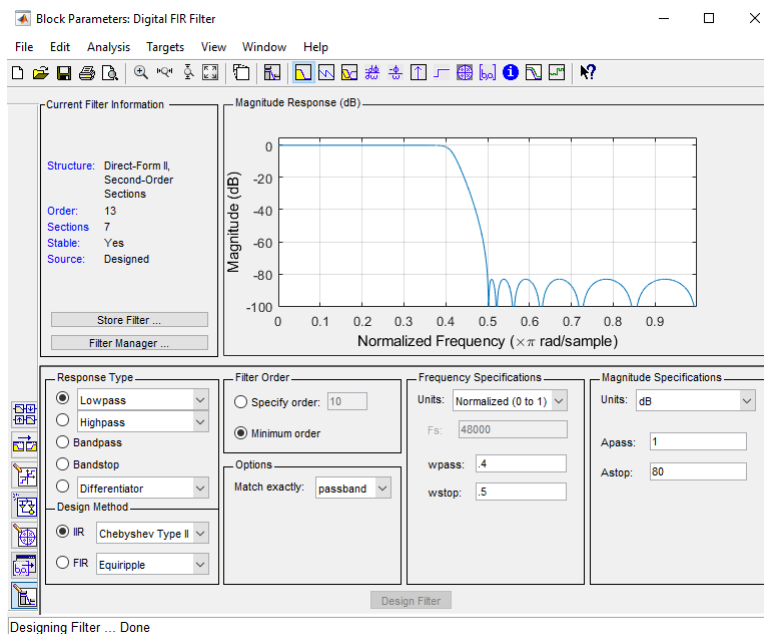 Block Parameters: Digital FIR Filter
File Edit Analysis Targets View Window Help
Current Filter Information
Structure: Direct-Form II,
Second-Order
Sections
Order: 13
Sections 7
Stable: Yes
Source: Designed
Store Filter ...
Filter Manager ...
Magnitude Response (dB)
Magnitude (dB)
0
-20
-40
-60
-80
-100
0 0.1 0.2 0.3 0.4 0.5 0.6 0.7 0.8 0.9
Normalized Frequency (×π rad/sample)
Response Type
Lowpass
Highpass
Bandpass
Bandstop
Differentiator
Design Method
IIR Chebyshev Type II
FIR Equiripple
Filter Order
Specify order: 10
Minimum order
Options
Match exactly: passband
Frequency Specifications
Units: Normalized (0 to 1)
Fs: 48000
wpass: .4
wstop: .5
Magnitude Specifications
Units: dB
Apass: 1
Astop: 80
Design Filter
Designing Filter ... Done